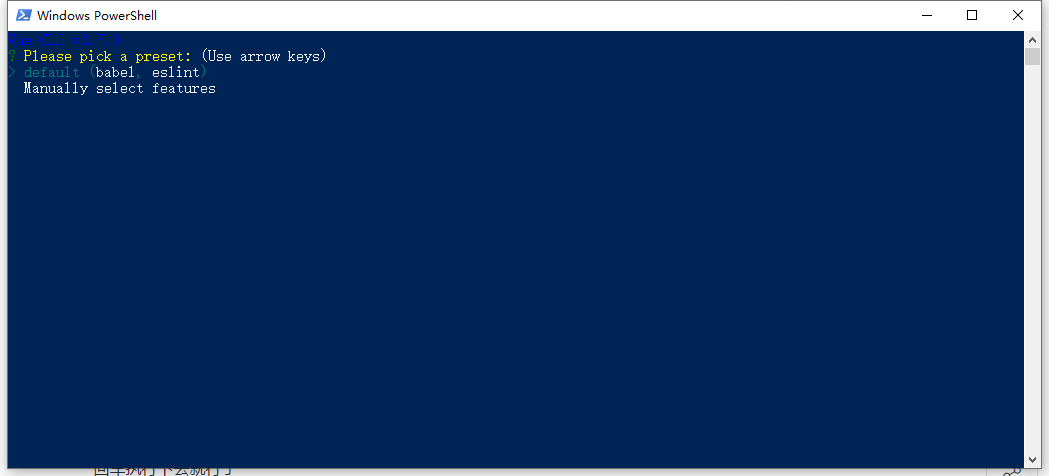 Windows PowerShell
? Please pick a preset: (Use arrow keys)
> default (babel, eslint)
Manually select features